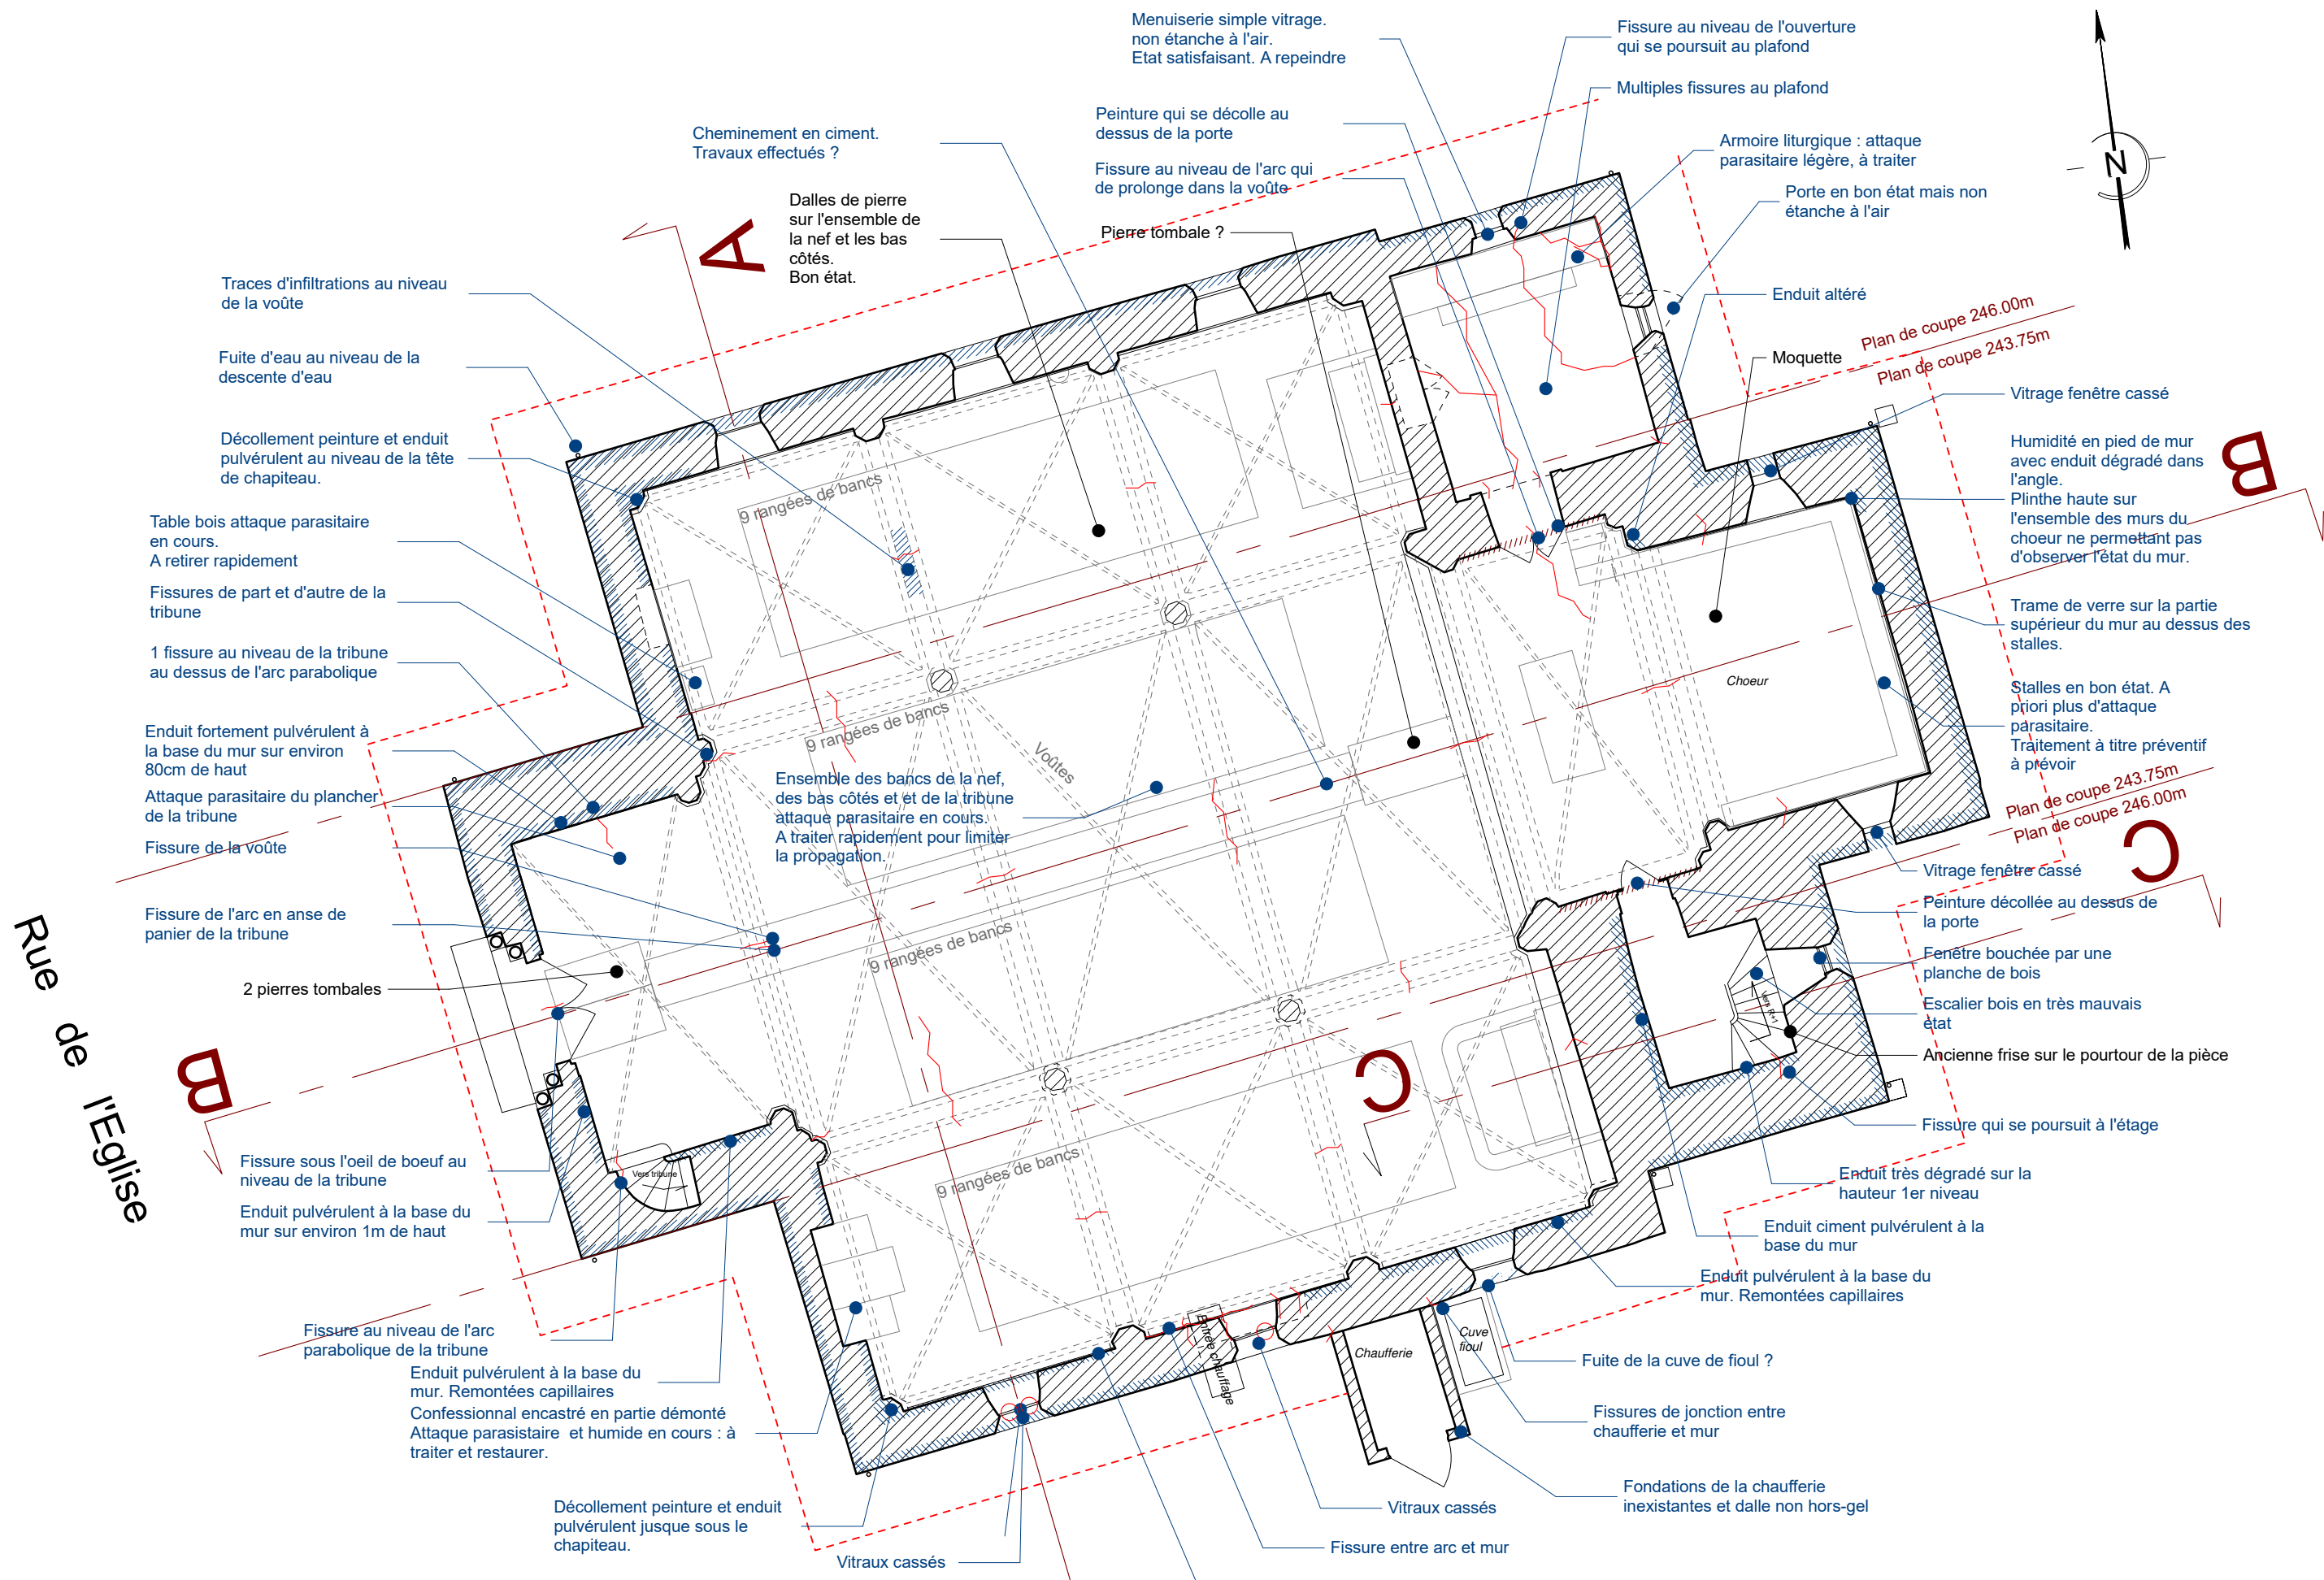 Menuiserie simple vitrage.
non étanche à l'air.
Etat satisfaisant. A repeindre
Fissure au niveau de l'ouverture
qui se poursuit au plafond
Multiples fissures au plafond
Peinture qui se décolle au
dessus de la porte
Cheminement en ciment.
Travaux effectués ?
Armoire liturgique : attaque
parasitaire légère, à traiter
Fissure au niveau de l'arc qui
de prolonge dans la voûte
Porte en bon état mais non
étanche à l'air
Dalles de pierre
sur l'ensemble de
la nef et les bas
côtés.
Bon état.
Pierre tombale ?
N
A
Traces d'infiltrations au niveau
de la voûte
Enduit altéré
Plan de coupe 246.00m
Plan de coupe 243.75m
Moquette
Fuite d'eau au niveau de la
descente d'eau
Vitrage fenêtre cassé
Décollement peinture et enduit
pulvérulent au niveau de la tête
de chapiteau.
Humidité en pied de mur
avec enduit dégradé dans
l'angle.
Plinthe haute sur
l'ensemble des murs du
choeur ne permettant pas
d'observer l'état du mur.
B
9 rangées de bancs
Table bois attaque parasitaire
en cours.
A retirer rapidement
Fissures de part et d'autre de la
tribune
Trame de verre sur la partie
supérieur du mur au dessus des
stalles.
1 fissure au niveau de la tribune
au dessus de l'arc parabolique
Choeur
Stalles en bon état. A
priori plus d'attaque
parasitaire.
Traitement à titre préventif
à prévoir
9 rangées de bancs
Voûtes
Enduit fortement pulvérulent à
la base du mur sur environ
80cm de haut
Ensemble des bancs de la nef,
des bas côtés et et de la tribune
attaque parasitaire en cours.
A traiter rapidement pour limiter
la propagation.
Plan de coupe 243.75m
Plan de coupe 246.00m
C
Attaque parasitaire du plancher
de la tribune
Fissure de la voûte
Vitrage fenêtre cassé
Peinture décollée au dessus de
la porte
Fissure de l'arc en anse de
panier de la tribune
9 rangées de bancs
Fenêtre bouchée par une
planche de bois
2 pierres tombales
Vers R+1
Escalier bois en très mauvais
état
Ancienne frise sur le pourtour de la pièce
Rue de l'Eglise
B
C
Fissure qui se poursuit à l'étage
Fissure sous l'oeil de boeuf au
niveau de la tribune
Vers tribune
9 rangées de bancs
Enduit très dégradé sur la
hauteur 1er niveau
Enduit pulvérulent à la base du
mur sur environ 1m de haut
Enduit ciment pulvérulent à la
base du mur
Enduit pulvérulent à la base du
mur. Remontées capillaires
Fissure au niveau de l'arc
parabolique de la tribune
Entrée chauffage
Chaufferie
Cuve
fioul
Fuite de la cuve de fioul ?
Enduit pulvérulent à la base du
mur. Remontées capillaires
Confessionnal encastré en partie démonté
Attaque parasistaire et humide en cours : à
traiter et restaurer.
Fissures de jonction entre
chaufferie et mur
Décollement peinture et enduit
pulvérulent jusque sous le
chapiteau.
Fondations de la chaufferie
inexistantes et dalle non hors-gel
Vitraux cassés
Fissure entre arc et mur
Vitraux cassés